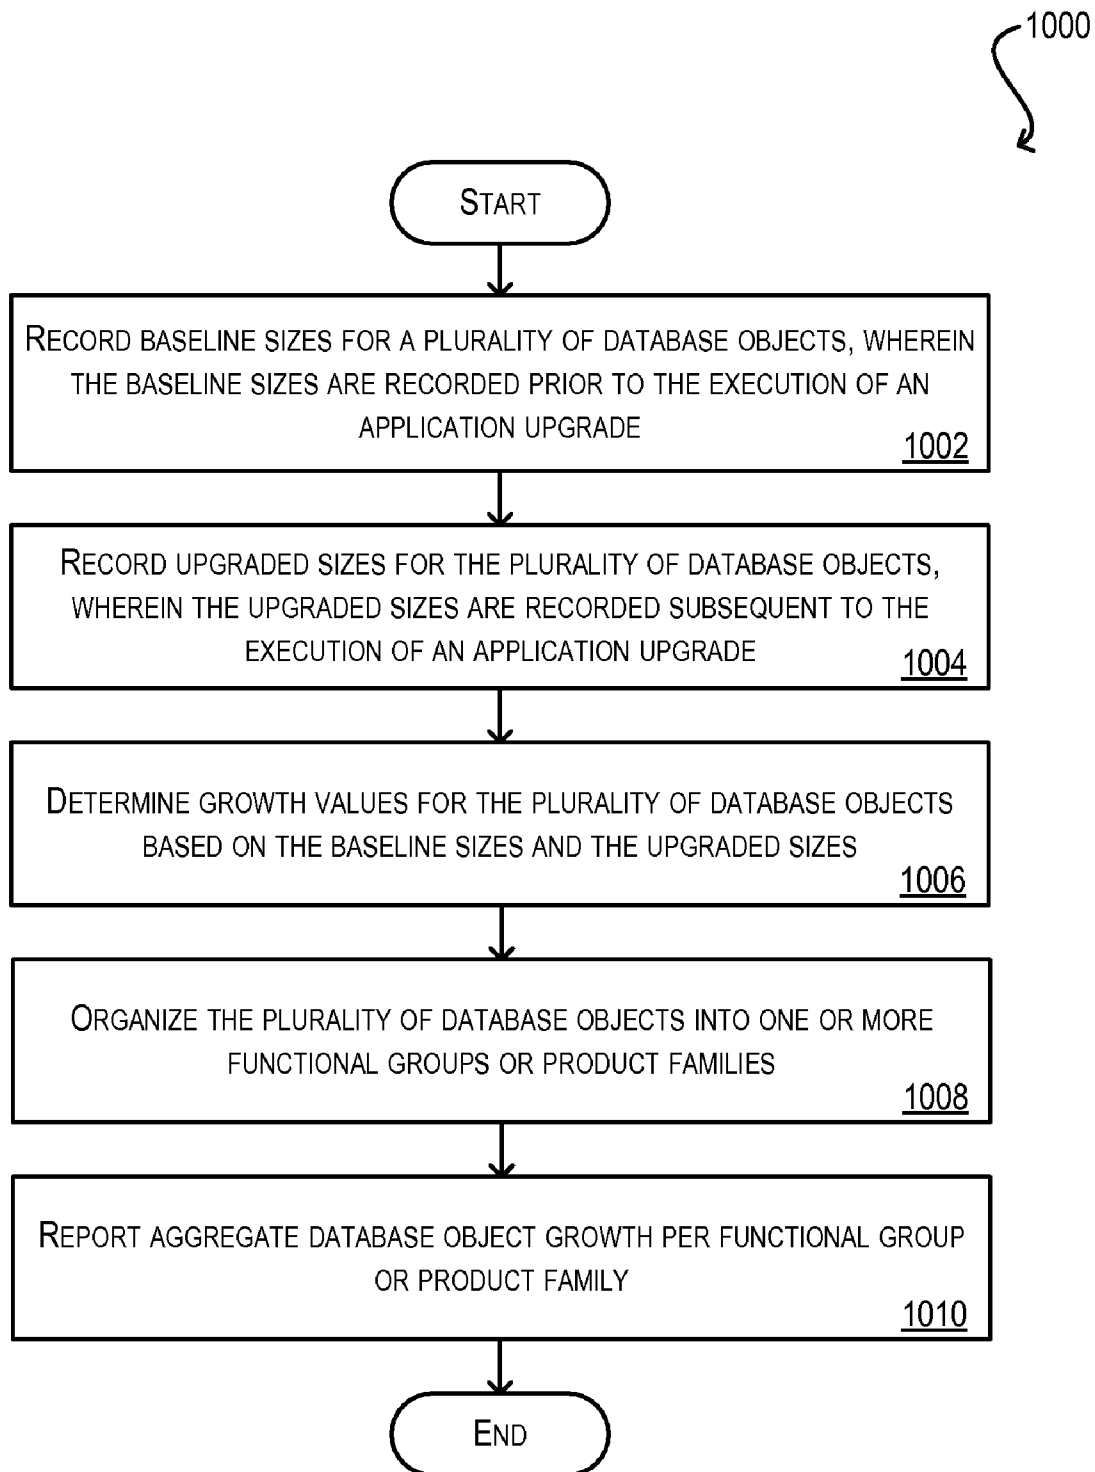 1000
START
RECORD BASELINE SIZES FOR A PLURALITY OF DATABASE OBJECTS, WHEREIN
THE BASELINE SIZES ARE RECORDED PRIOR TO THE EXECUTION OF AN
APPLICATION UPGRADE
1002
RECORD UPGRADED SIZES FOR THE PLURALITY OF DATABASE OBJECTS,
WHEREIN THE UPGRADED SIZES ARE RECORDED SUBSEQUENT TO THE
EXECUTION OF AN APPLICATION UPGRADE
1004
DETERMINE GROWTH VALUES FOR THE PLURALITY OF DATABASE OBJECTS
BASED ON THE BASELINE SIZES AND THE UPGRADED SIZES
1006
ORGANIZE THE PLURALITY OF DATABASE OBJECTS INTO ONE OR MORE
FUNCTIONAL GROUPS OR PRODUCT FAMILIES
1008
REPORT AGGREGATE DATABASE OBJECT GROWTH PER FUNCTIONAL GROUP
OR PRODUCT FAMILY
1010
END